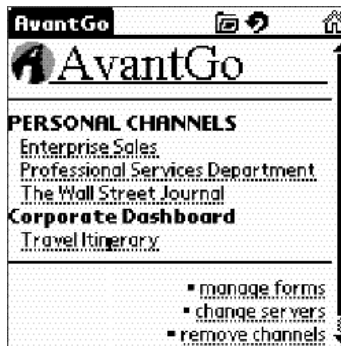 AvantGo
AvantGo
PERSONAL CHANNELS
Enterprise Sales
Professional Services Department
The Wall Street Journal
Corporate Dashboard
Travel Itinerary
▪ manage forms
▪ change servers
▪ remove channels